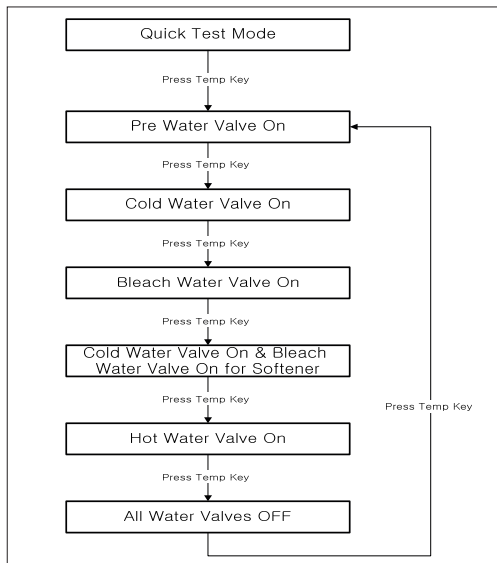 Quick Test Mode
Press Temp Key
Pre Water Valve On
Press Temp Key
Cold Water Valve On
Press Temp Key
Bleach Water Valve On
Press Temp Key
Cold Water Valve On & Bleach
Water Valve On for Softener
Press Temp Key
Press Temp Key
Hot Water Valve On
Press Temp Key
All Water Valves OFF